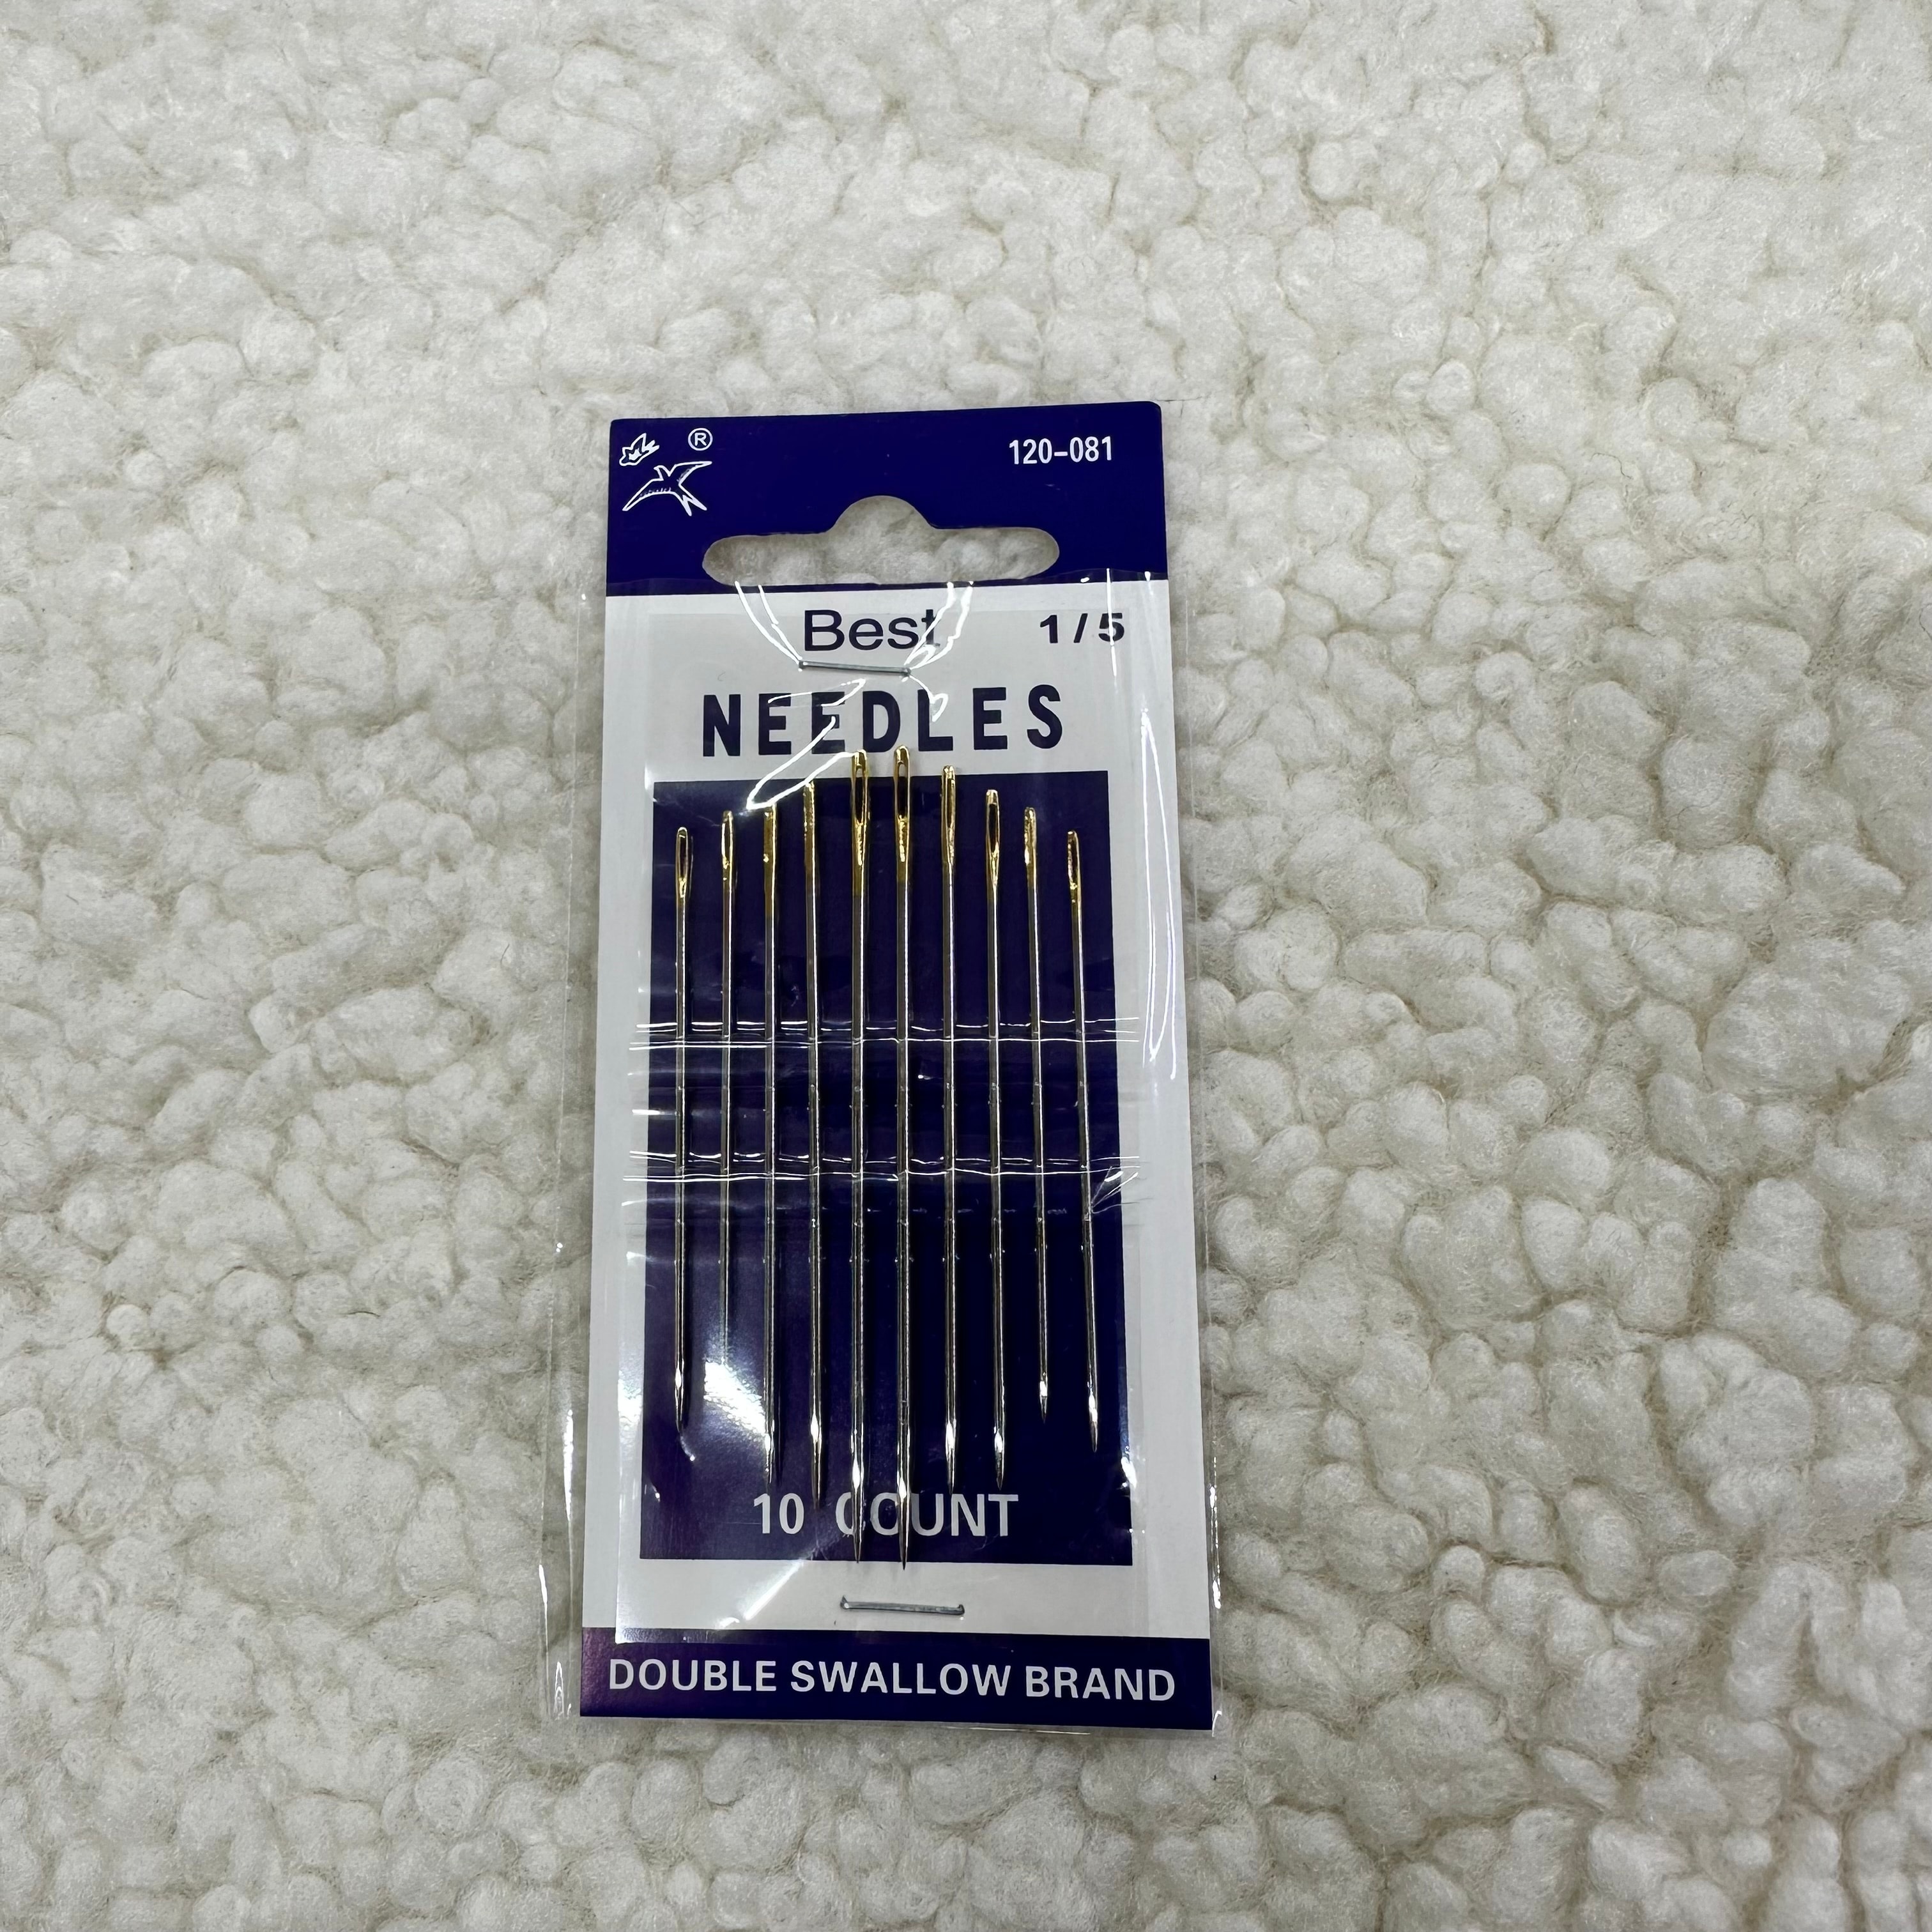 ®
120-081
Best 1/5
NEEDLES
10 COUNT
DOUBLE SWALLOW BRAND